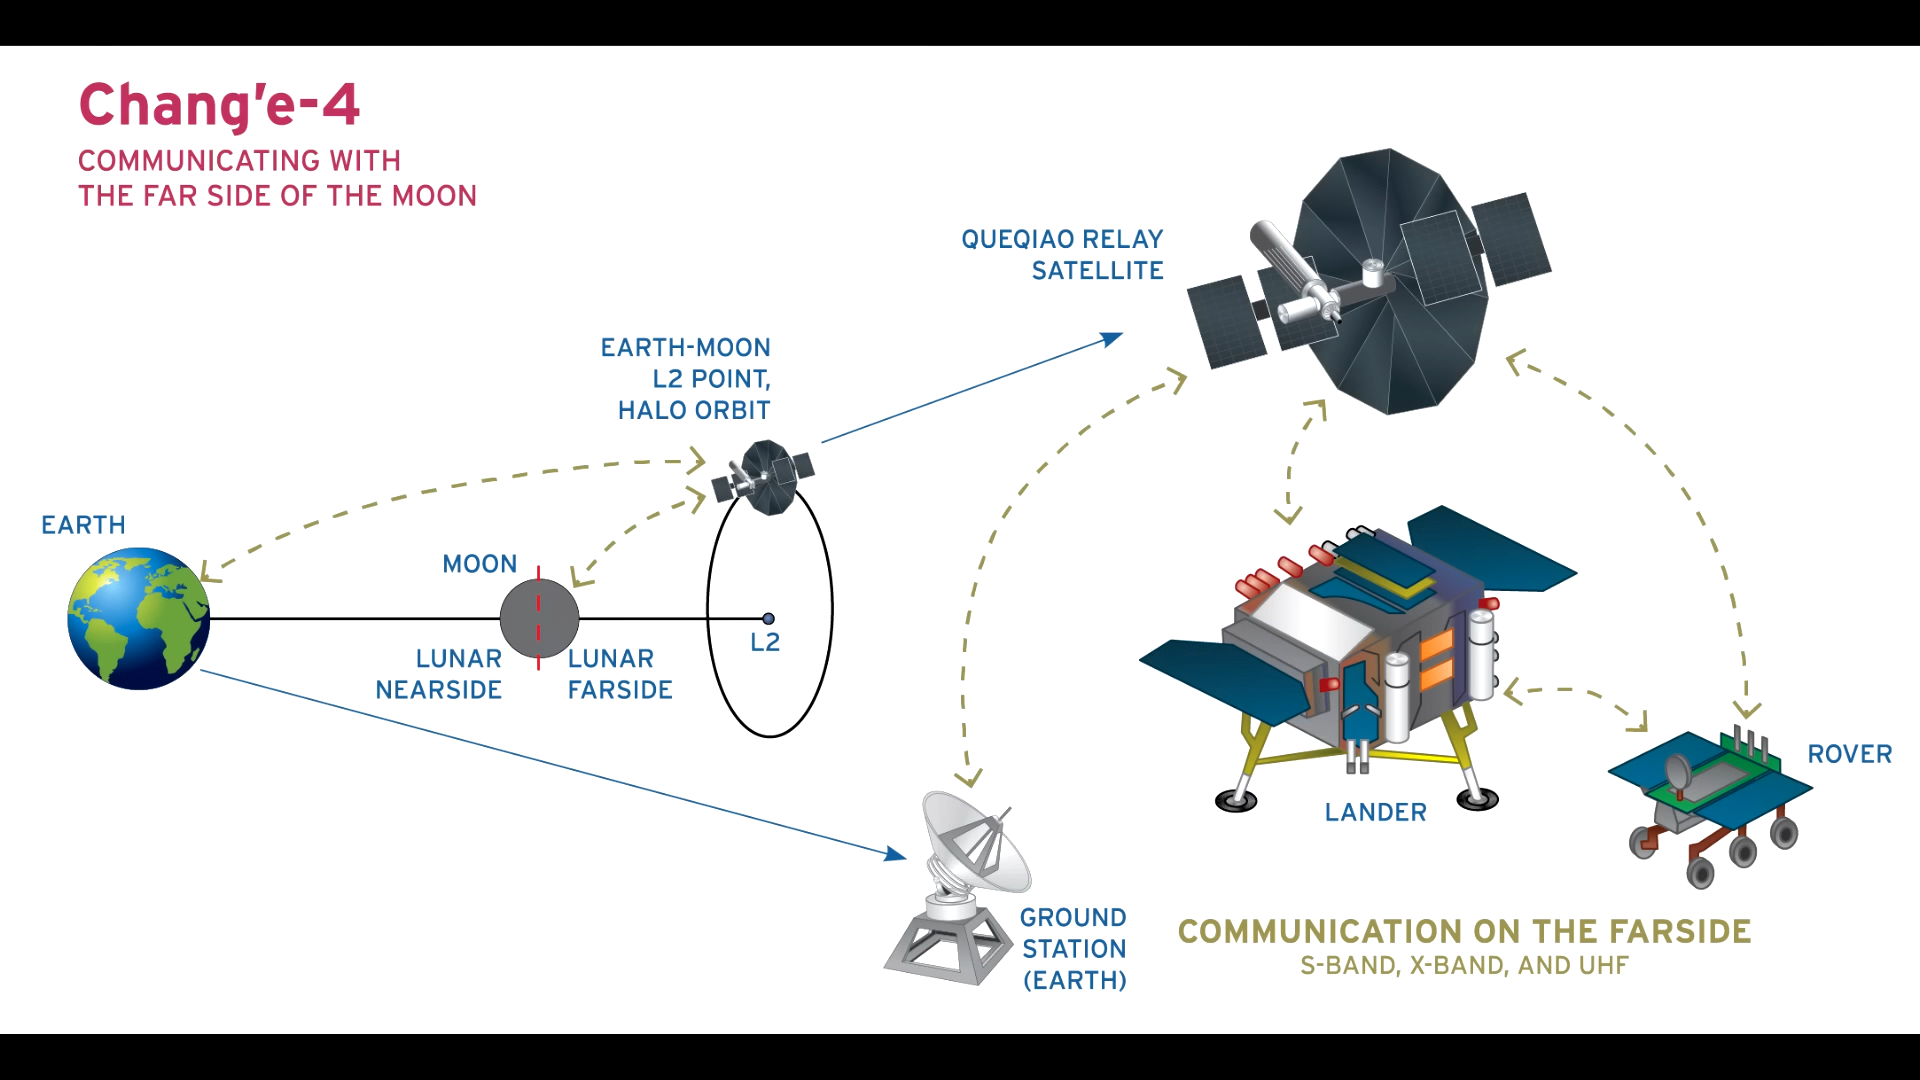 Chang'e-4
COMMUNICATING WITH
THE FAR SIDE OF THE MOON
QUEQIAO RELAY
SATELLITE
EARTH-MOON
L2 POINT,
HALO ORBIT
EARTH
MOON
L2
LUNAR
NEARSIDE
LUNAR
FARSIDE
ROVER
LANDER
GROUND
STATION
(EARTH)
COMMUNICATION ON THE FARSIDE
S-BAND, X-BAND, AND UHF